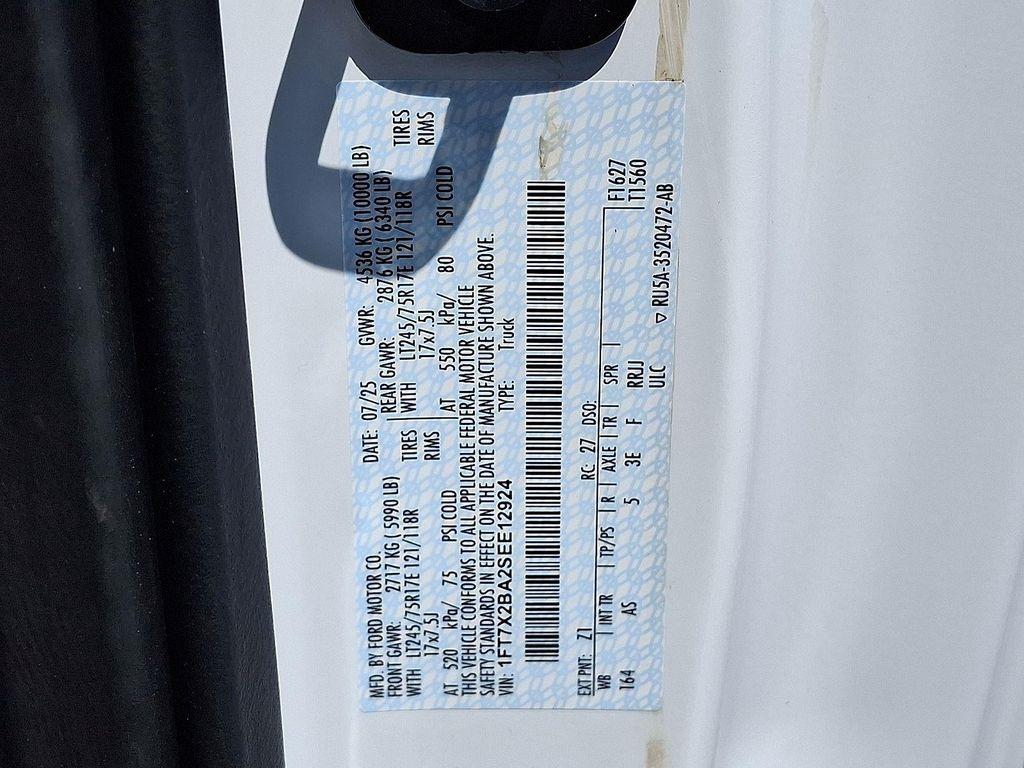 MFD. BY FORD MOTOR CO.
DATE: 07/25 GVWR: 4536 KG (10000 LB)
FRONT GAWR: 2717 KG ( 5990 LB) REAR GAWR: 2876 KG ( 6340 LB)
WITH LT245/75R17E 121/118R TIRES WITH LT245/75R17E 121/118R TIRES
17x7.5J RIMS 17x7.5J RIMS
AT 520 kPa/ 75 PSI COLD AT 550 kPa/ 80 PSI COLD
THIS VEHICLE CONFORMS TO ALL APPLICABLE FEDERAL MOTOR VEHICLE
SAFETY STANDARDS IN EFFECT ON THE DATE OF MANUFACTURE SHOWN ABOVE.
VIN: 1FT7X2BA2SEE12924 TYPE: Truck
EXT PNT: Z1 RC: 27 DSO:
WB INT TR TP/PS R AXLE TR SPR F1627
164 AS 5 3E F RRJJ T1560
ULC ▽ RU5A-3520472-AB